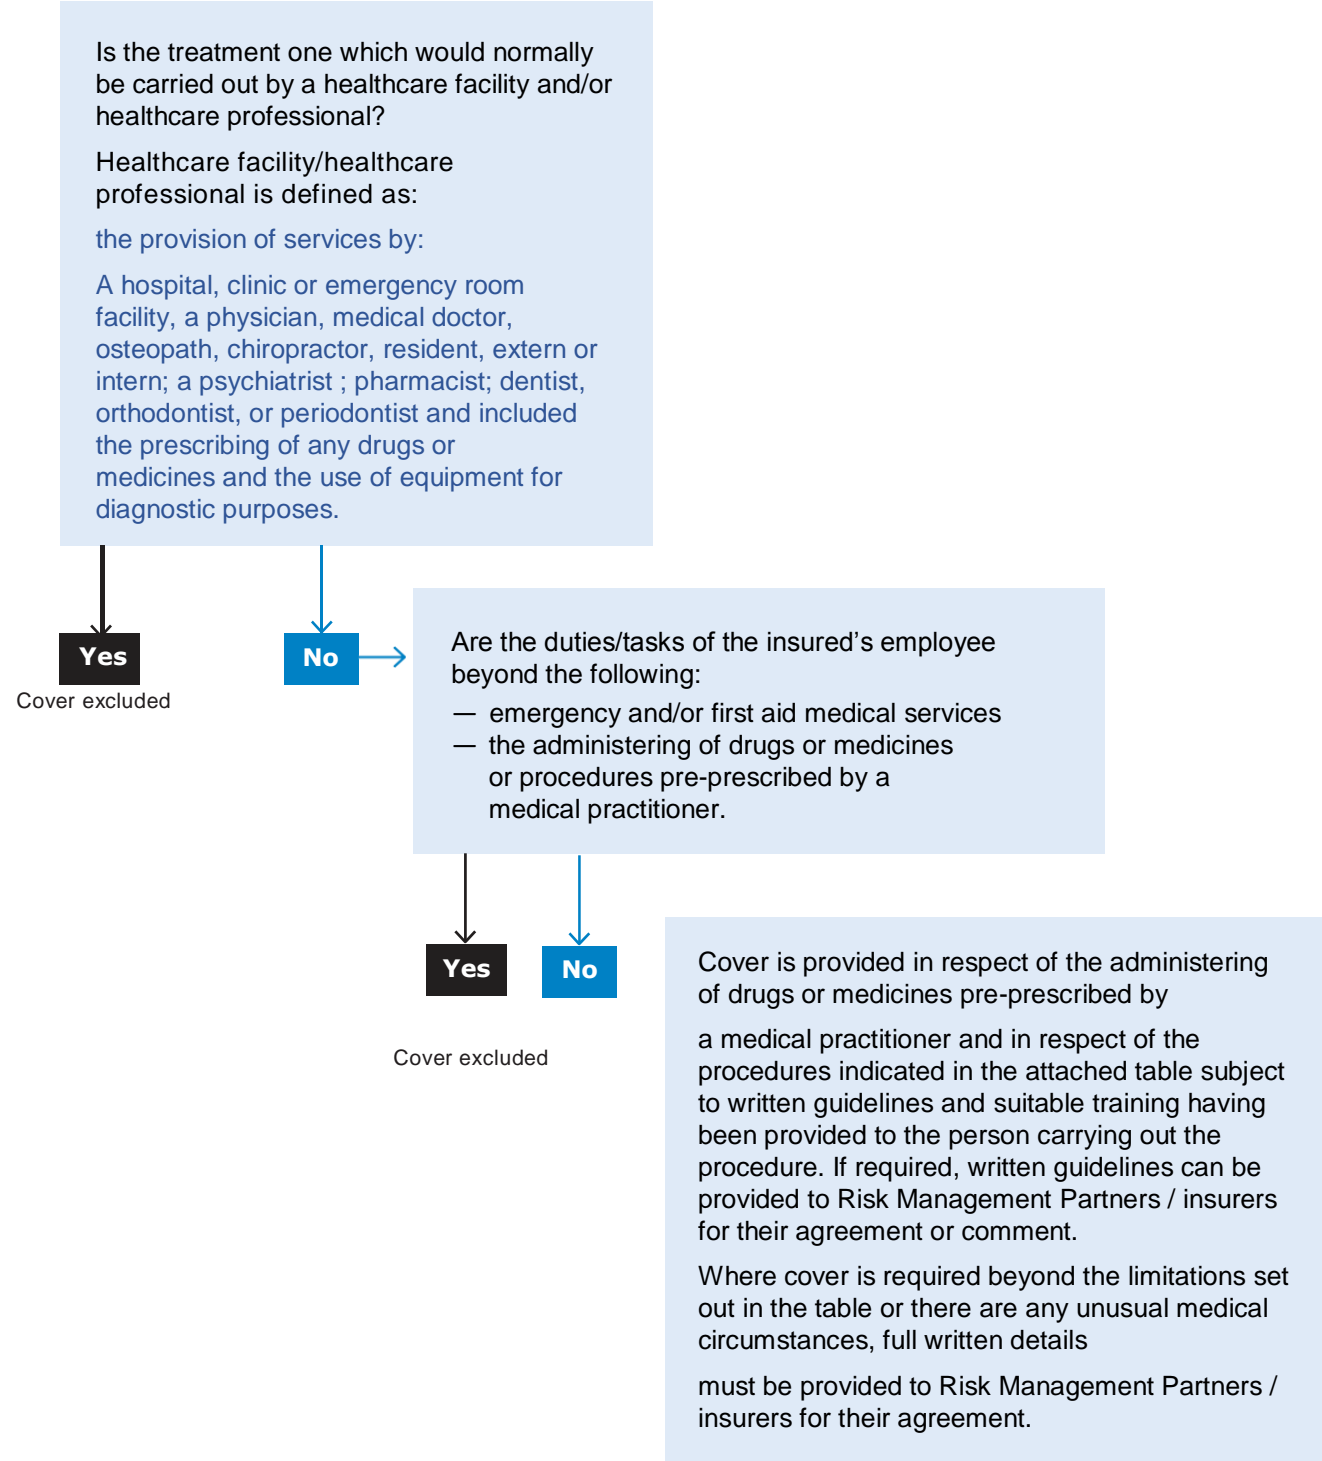 Is the treatment one which would normally
be carried out by a healthcare facility and/or
healthcare professional?
Healthcare facility/healthcare
professional is defined as:
the provision of services by:
A hospital, clinic or emergency room
facility, a physician, medical doctor,
osteopath, chiropractor, resident, extern or
intern; a psychiatrist ; pharmacist; dentist,
orthodontist, or periodontist and included
the prescribing of any drugs or
medicines and the use of equipment for
diagnostic purposes.
Yes
Cover excluded
No
Are the duties/tasks of the insured’s employee
beyond the following:
— emergency and/or first aid medical services
— the administering of drugs or medicines
or procedures pre-prescribed by a
medical practitioner.
Yes
No
Cover excluded
Cover is provided in respect of the administering
of drugs or medicines pre-prescribed by
a medical practitioner and in respect of the
procedures indicated in the attached table subject
to written guidelines and suitable training having
been provided to the person carrying out the
procedure. If required, written guidelines can be
provided to Risk Management Partners / insurers
for their agreement or comment.
Where cover is required beyond the limitations set
out in the table or there are any unusual medical
circumstances, full written details
must be provided to Risk Management Partners /
insurers for their agreement.